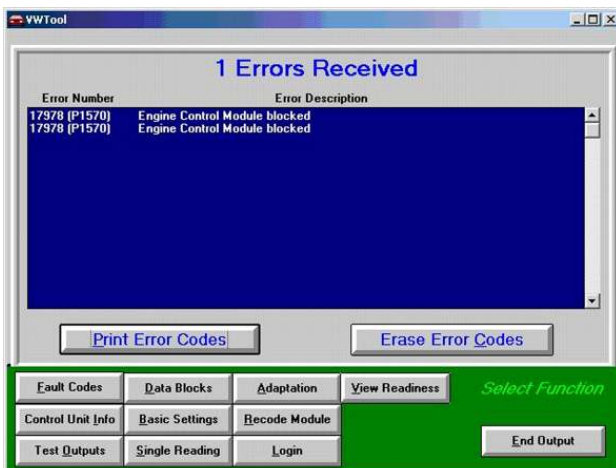 VWTool
1 Errors Received
Error Number Error Description
17978 (P1570) Engine Control Module blocked
17978 (P1570) Engine Control Module blocked
Print Error Codes Erase Error Codes
Fault Codes Data Blocks Adaptation View Readiness Select Function
Control Unit Info Basic Settings Recode Module
Test Outputs Single Reading Login End Output